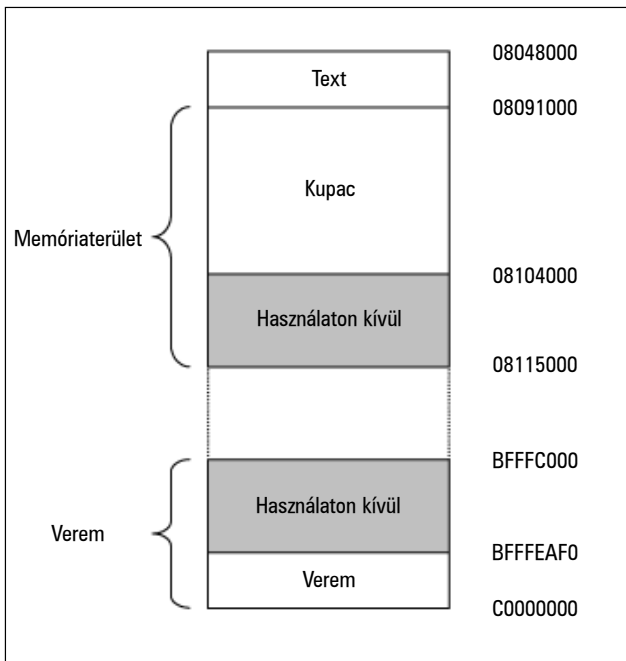 08048000
Text
08091000
Kupac
Memóriaterület
08104000
Használaton kívül
08115000
BFFFC000
Használaton kívül
Verem
BFFFEAF0
Verem
C0000000